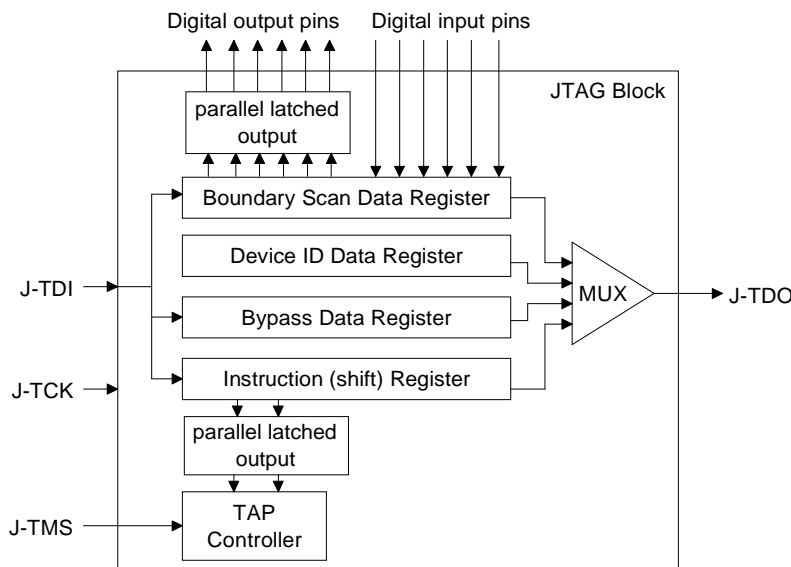 Digital output pins
Digital input pins
JTAG Block
parallel latched
output
Boundary Scan Data Register
Device ID Data Register
J-TDI
MUX
J-TDO
Bypass Data Register
Instruction (shift) Register
J-TCK
parallel latched
output
TAP
Controller
J-TMS